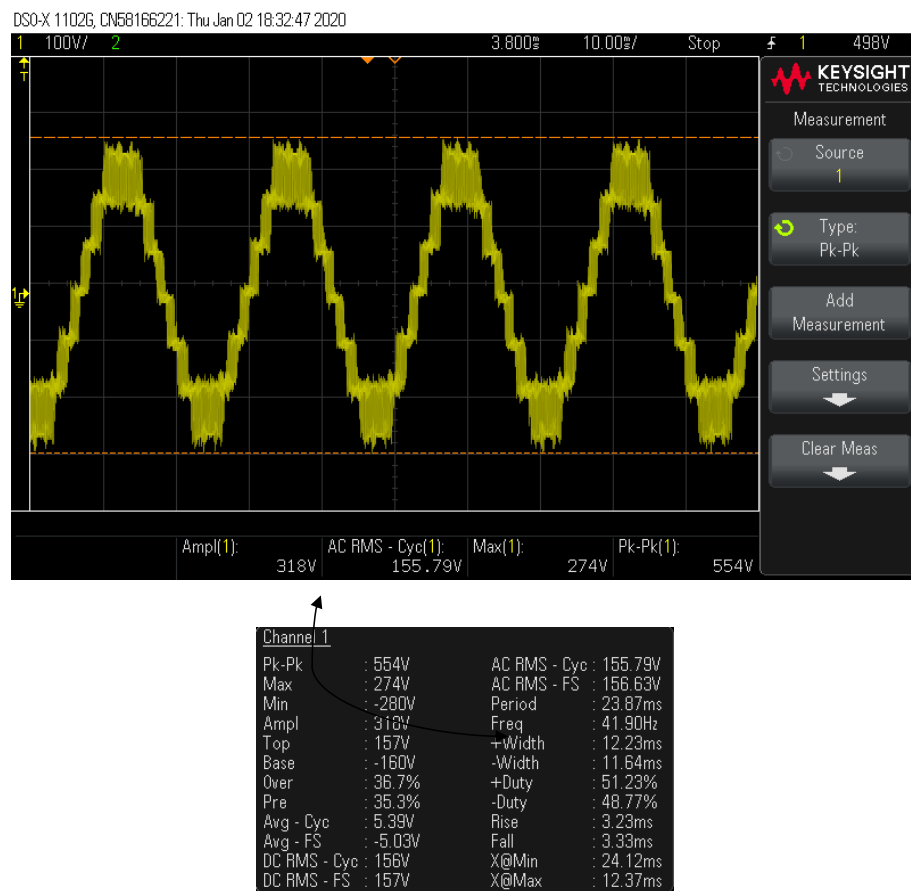 DSO-X 1102G, CN58166221: Thu Jan 02 18:32:47 2020
1 100V/ 2 3.800ms 10.00ms/ Stop 1 498V
T
KEYSIGHT
TECHNOLOGIES
Measurement
Source
1
Type:
Pk-Pk
Add
Measurement
Settings
Clear Meas
1
Ampl(1): AC RMS - Cyc(1): Max(1): Pk-Pk(1):
318V 155.79V 274V 554V
Channel 1
Pk-Pk : 554V AC RMS - Cyc : 155.79V
Max : 274V AC RMS - FS : 156.63V
Min : -280V Period : 23.87ms
Ampl : 318V Freq : 41.90Hz
Top : 157V +Width : 12.23ms
Base : -160V -Width : 11.64ms
Over : 36.7% +Duty : 51.23%
Pre : 35.3% -Duty : 48.77%
Avg - Cyc : 5.39V Rise : 3.23ms
Avg - FS : -5.03V Fall : 3.33ms
DC RMS - Cyc : 156V X@Min : 24.12ms
DC RMS - FS : 157V X@Max : 12.37ms